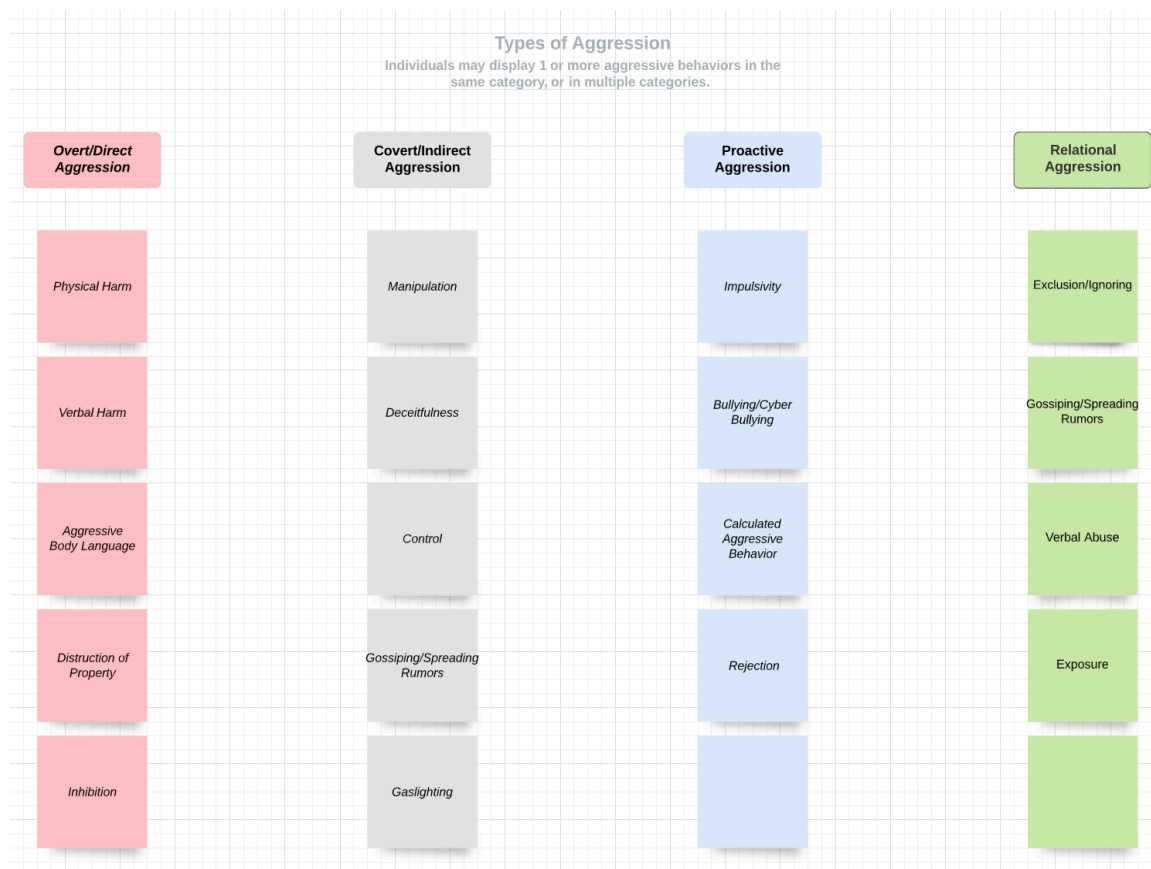 Types of Aggression
Individuals may display 1 or more aggressive behaviors in the
same category, or in multiple categories.
Overt/Direct
Aggression
Covert/Indirect
Aggression
Proactive
Aggression
Relational
Aggression
Physical Harm
Manipulation
Impulsivity
Exclusion/Ignoring
Verbal Harm
Deceitfulness
Bullying/Cyber
Bullying
Gossiping/Spreading
Rumors
Aggressive
Body Language
Control
Calculated
Aggressive
Behavior
Verbal Abuse
Distruction of
Property
Gossiping/Spreading
Rumors
Rejection
Exposure
Inhibition
Gaslighting